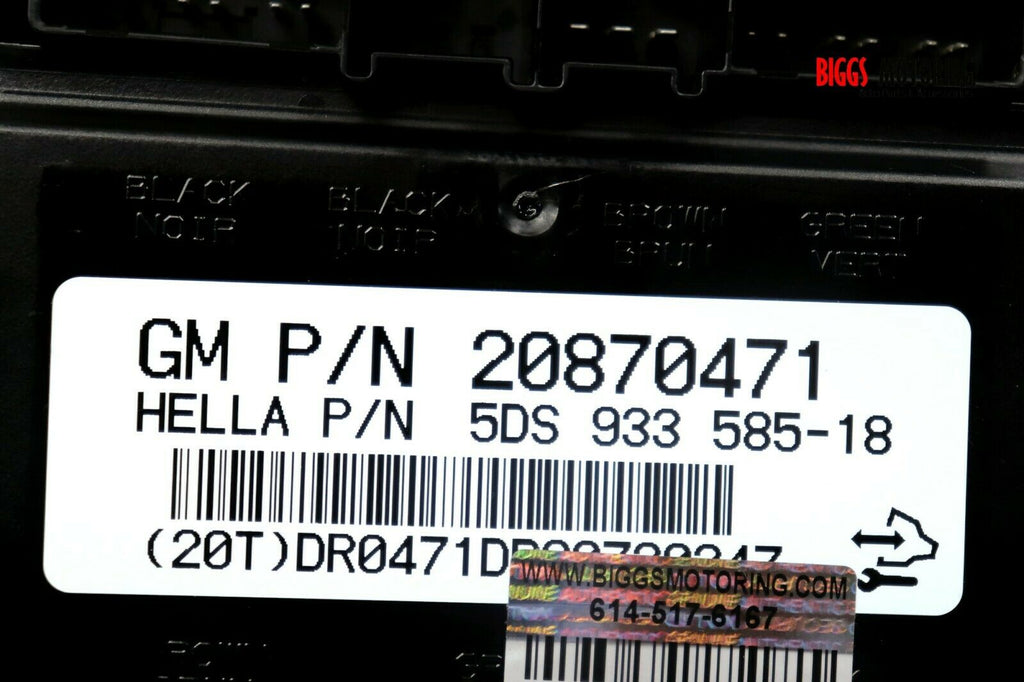 BIGGS MOTORING
BLACK BLACK BROWN GREEN
NOIR NOIR BRUN VERT
G
GM P/N 20870471
HELLA P/N 5DS 933 585-18
(20T)DR0471D
WWW.BIGGSMOTORING.COM
614-517-6167